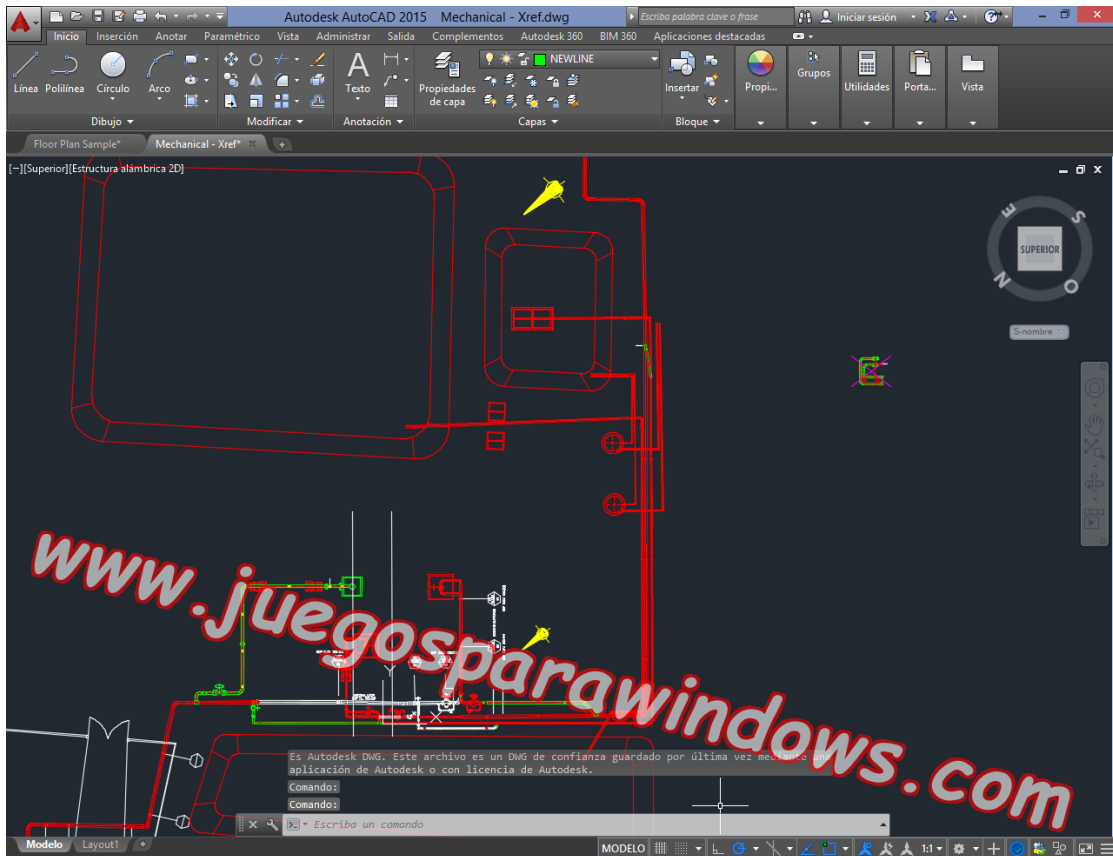 Autodesk AutoCAD 2015 Mechanical - Xref.dwg
Escriba palabra clave o frase
Iniciar sesión
Inicio Inserción Anotar Paramétrico Vista Administrar Salida Complementos Autodesk 360 BIM 360 Aplicaciones destacadas
Línea Polilínea Círculo Arco
Texto
Propiedades de capa
NEWLINE
Insertar
Propi...
Grupos
Utilidades
Porta...
Vista
Dibujo Modificar Anotación Capas Bloque
Floor Plan Sample* Mechanical - Xref*
[−][Superior][Estructura alámbrica 2D]
E S
SUPERIOR
N O
S-nombre
www.juegosparawindows.com
Es Autodesk DWG. Este archivo es un DWG de confianza guardado por última vez mediante una
aplicación de Autodesk o con licencia de Autodesk.
Comando:
Comando:
Escriba un comando
Modelo Layout1
MODELO 1:1